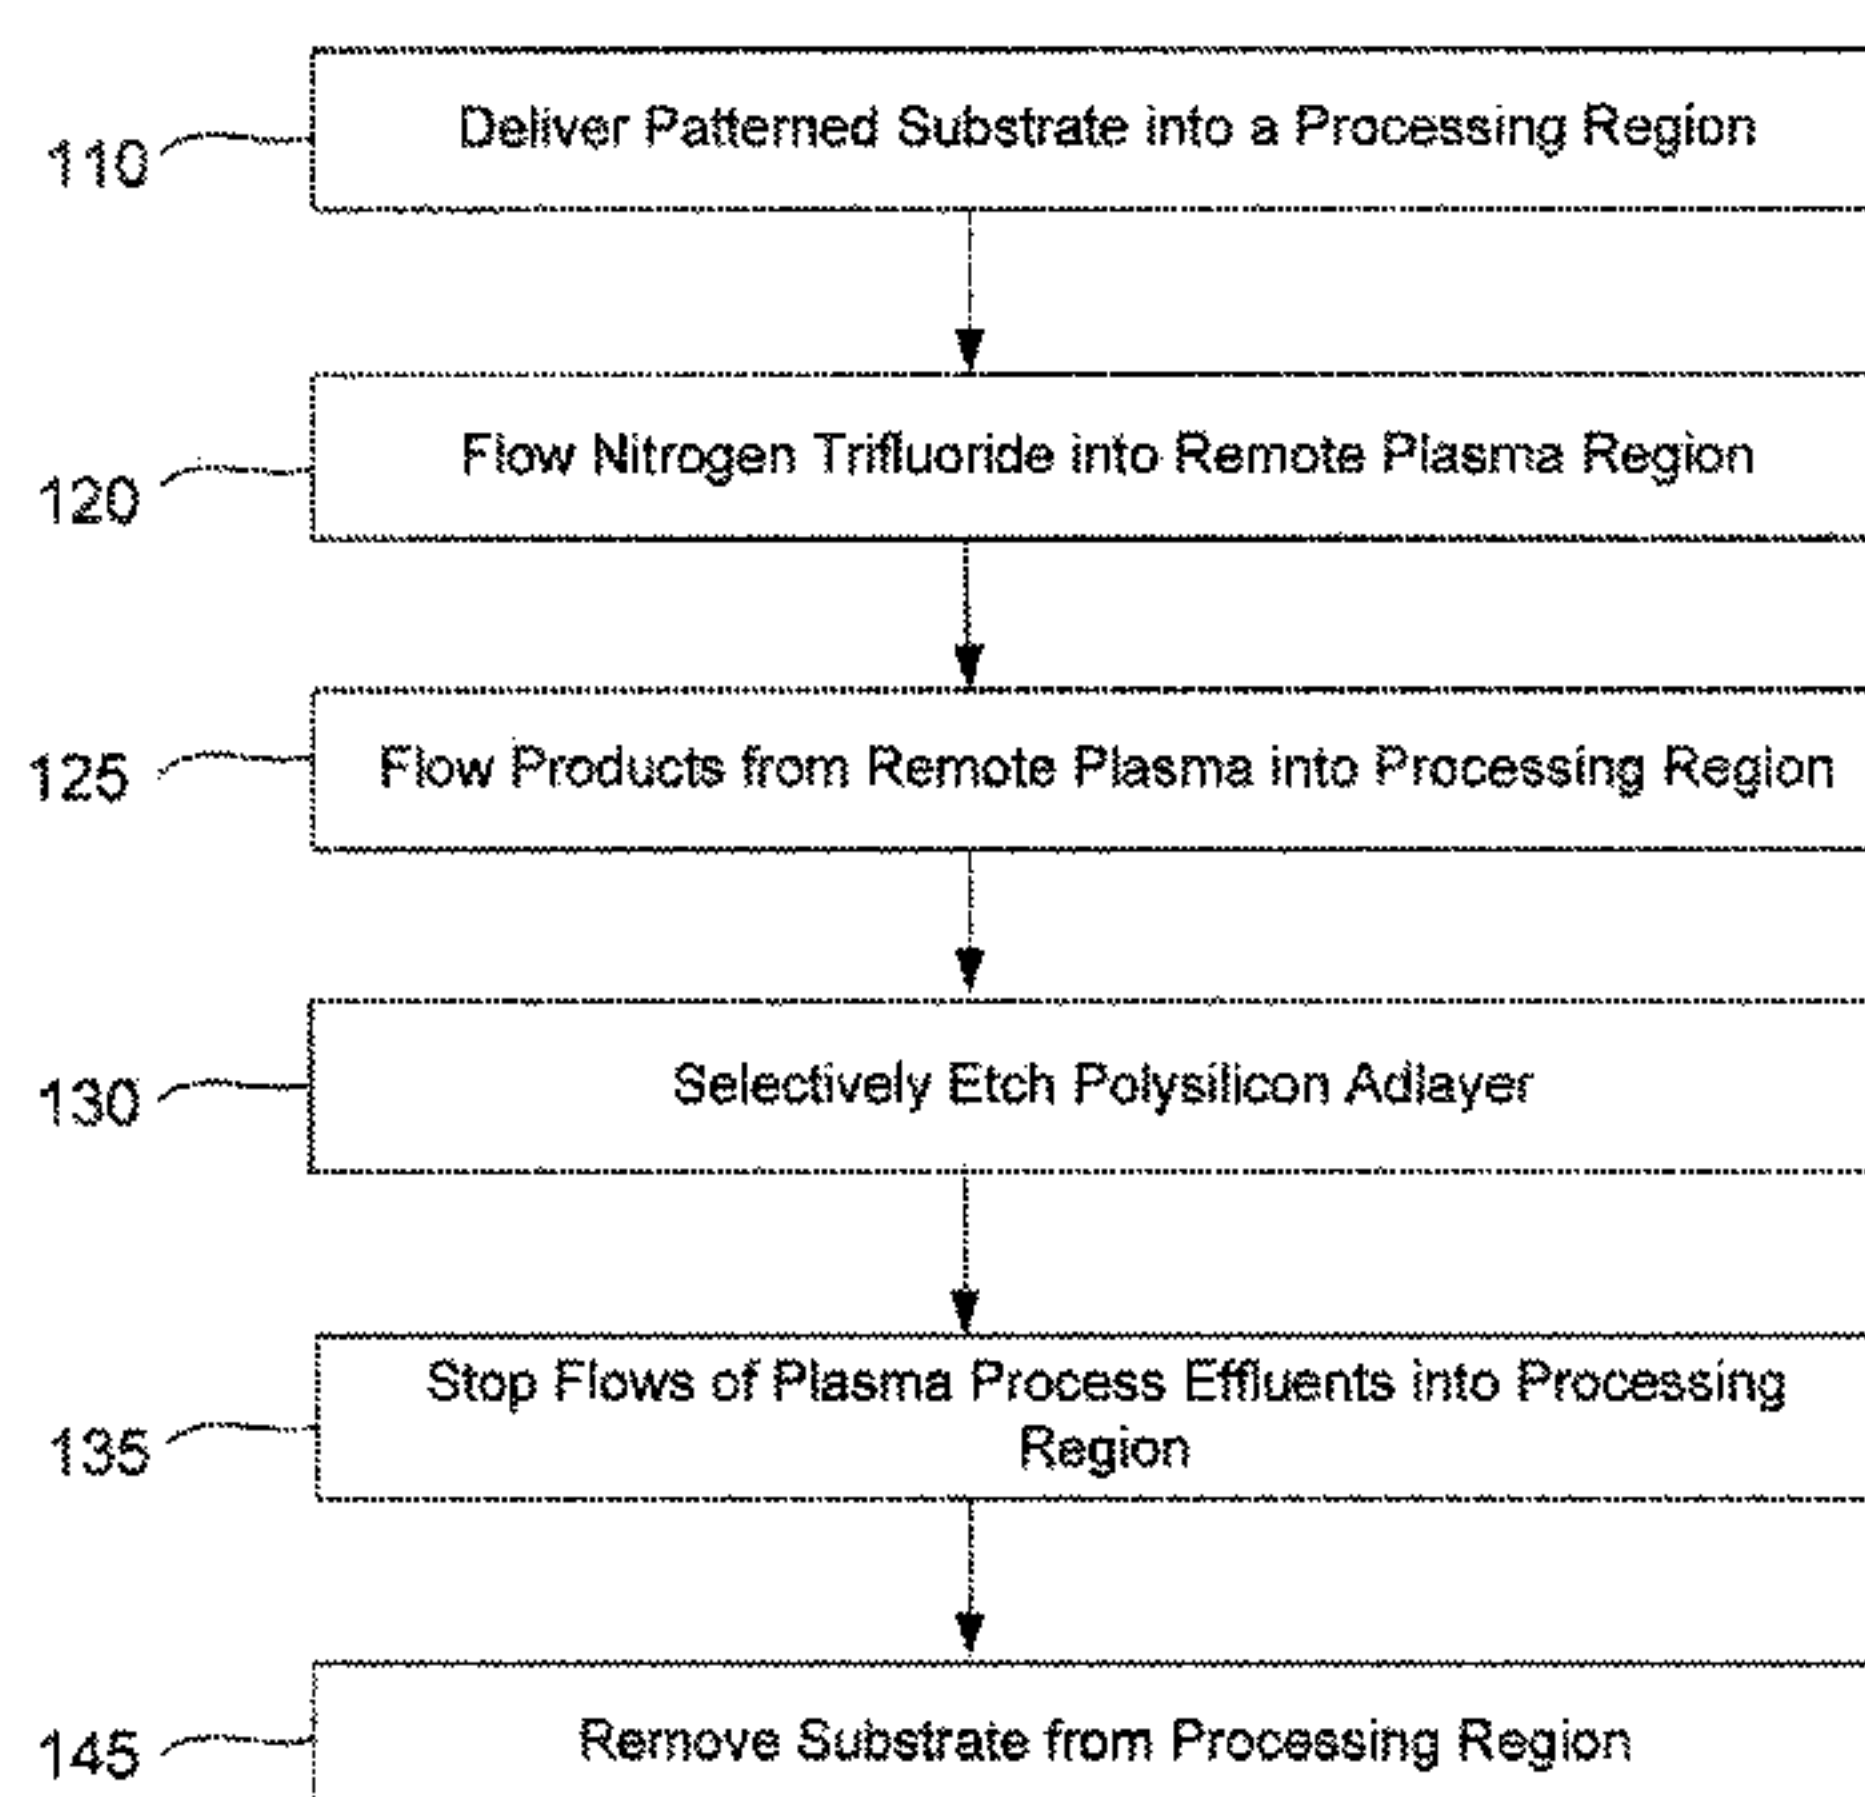 110
Deliver Patterned Substrate into a Processing Region
120
Flow Nitrogen Trifluoride into Remote Plasma Region
125
Flow Products from Remote Plasma into Processing Region
130
Selectively Etch Polysilicon Adlayer
135
Stop Flows of Plasma Process Effluents into Processing
Region
145
Remove Substrate from Processing Region